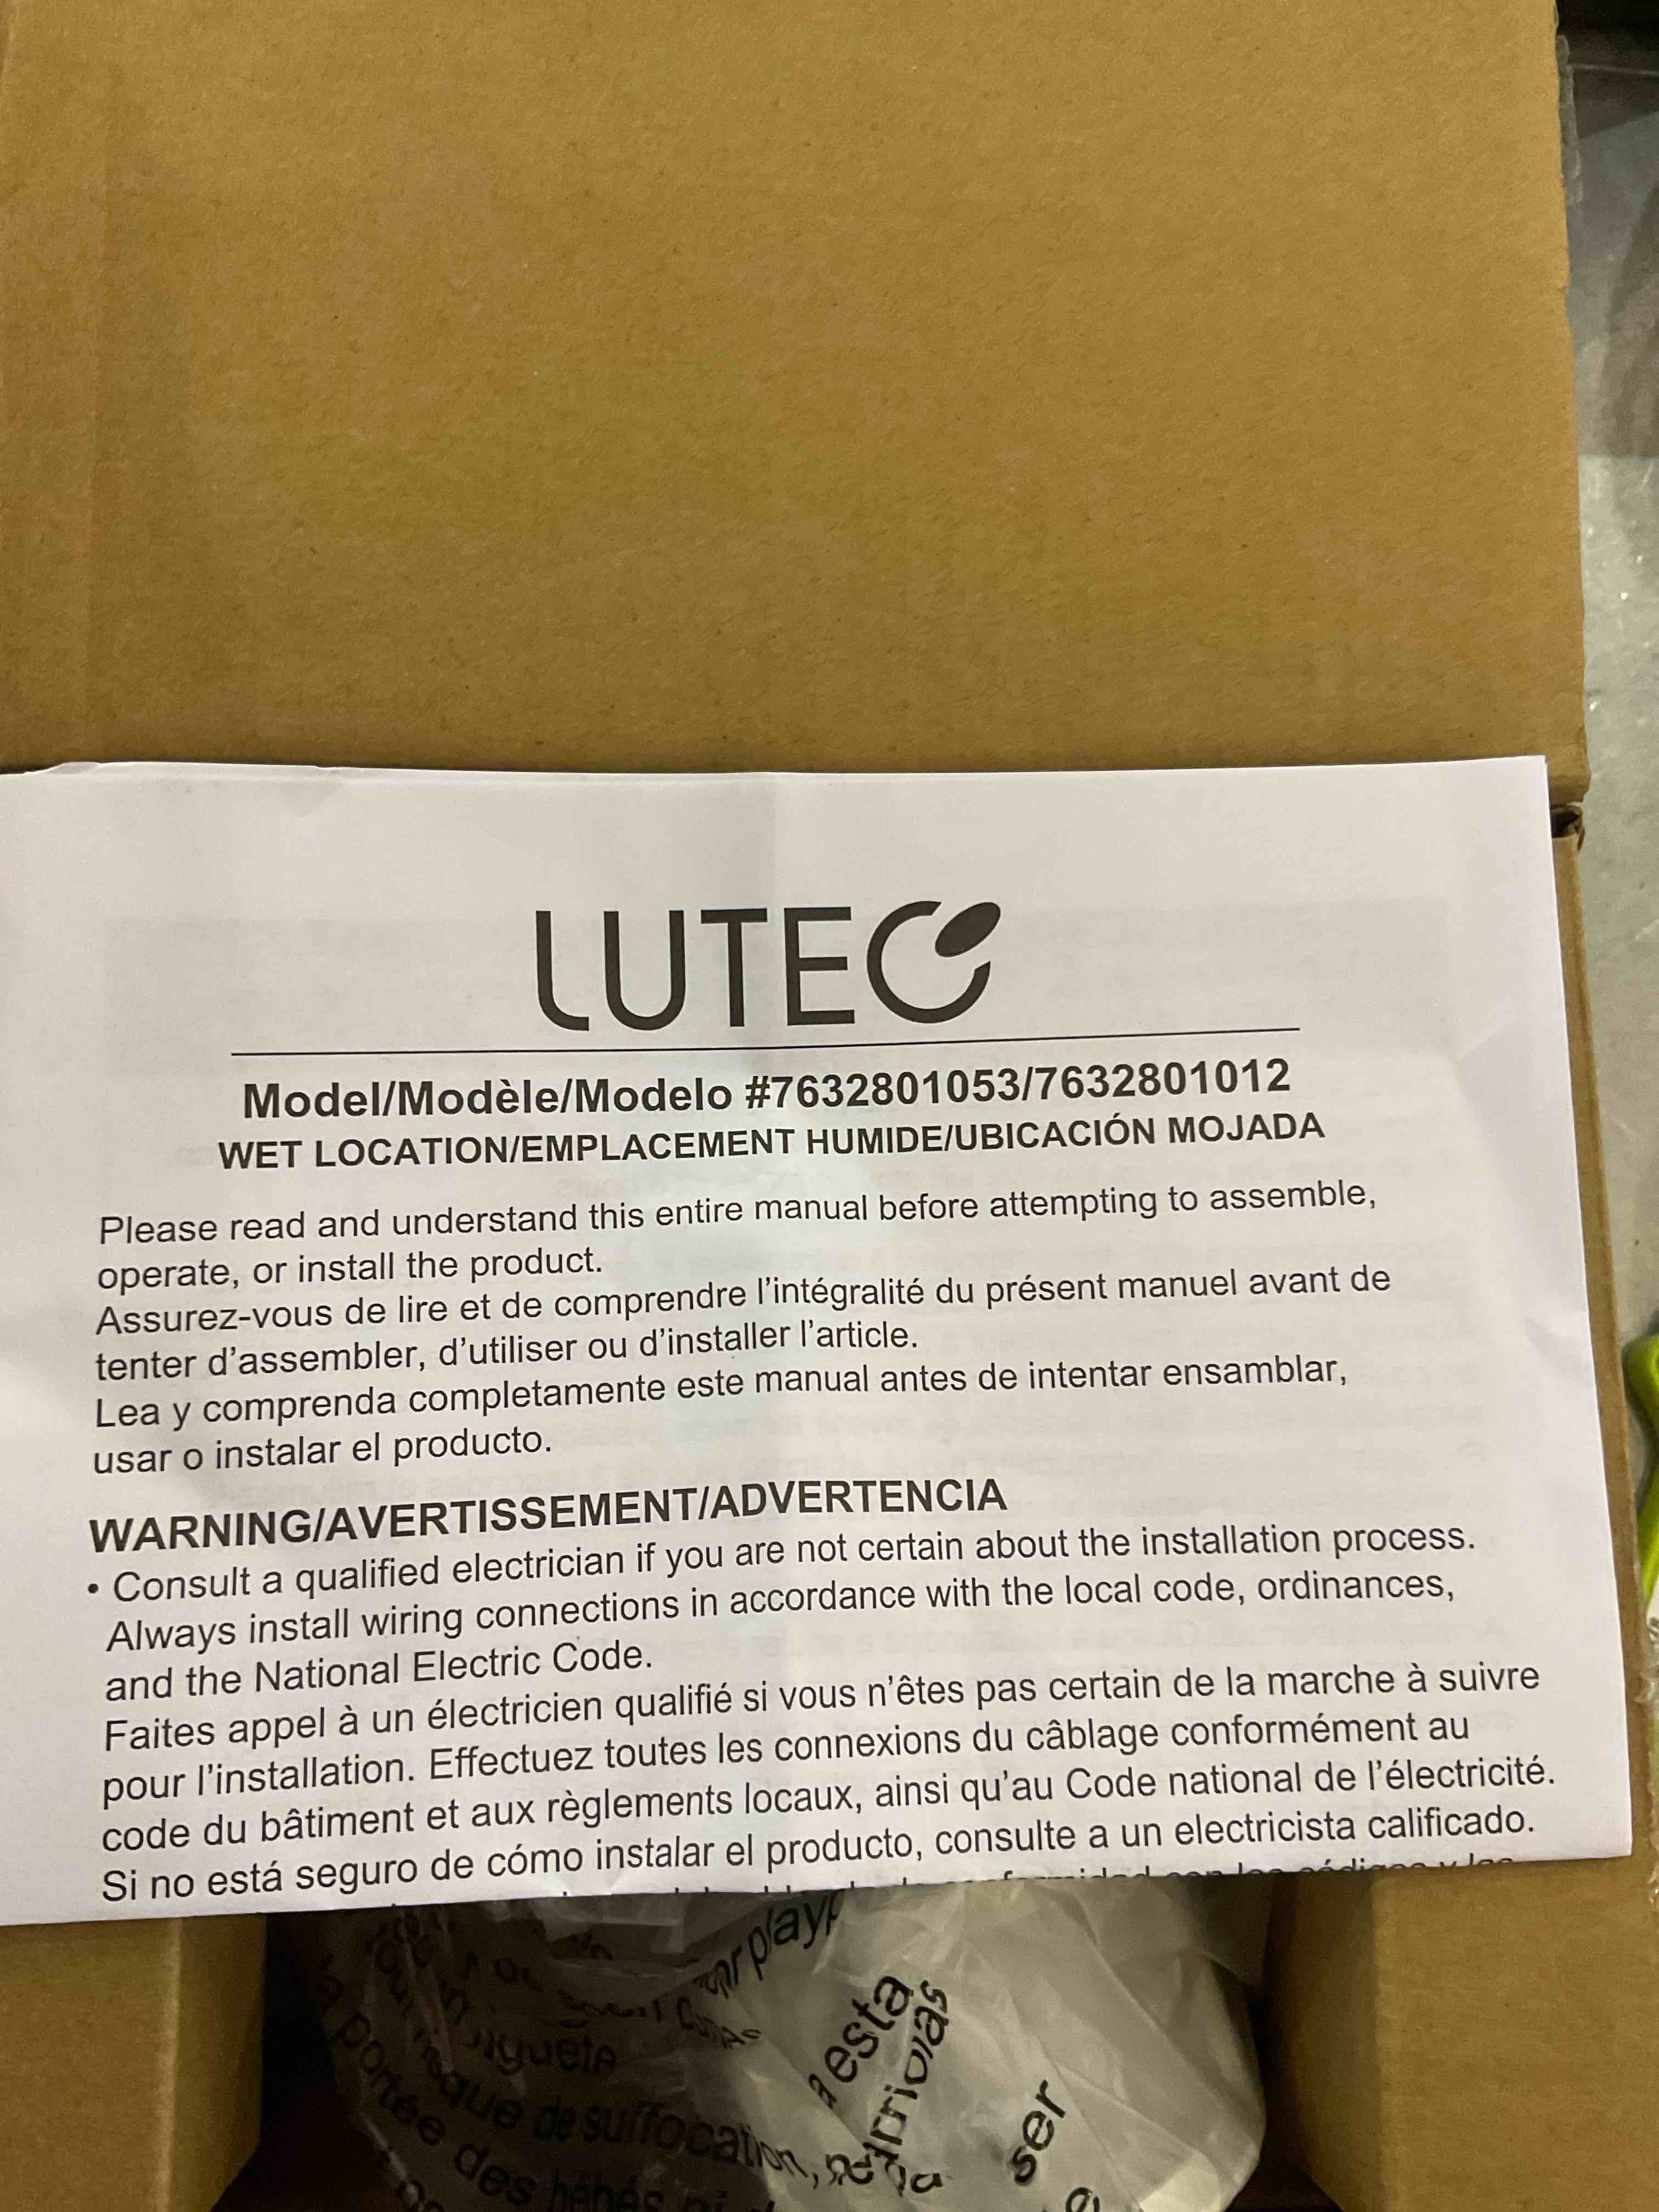 LUTEC
Model/Modèle/Modelo #7632801053/7632801012
WET LOCATION/EMPLACEMENT HUMIDE/UBICACIÓN MOJADA
Please read and understand this entire manual before attempting to assemble,
operate, or install the product.
Assurez-vous de lire et de comprendre l'intégralité du présent manuel avant de
tenter d'assembler, d'utiliser ou d'installer l'article.
Lea y comprenda completamente este manual antes de intentar ensamblar,
usar o instalar el producto.
WARNING/AVERTISSEMENT/ADVERTENCIA
• Consult a qualified electrician if you are not certain about the installation process.
Always install wiring connections in accordance with the local code, ordinances,
and the National Electric Code.
Faites appel à un électricien qualifié si vous n'êtes pas certain de la marche à suivre
pour l'installation. Effectuez toutes les connexions du câblage conformément au
code du bâtiment et aux règlements locaux, ainsi qu'au Code national de l'électricité.
Si no está seguro de cómo instalar el producto, consulte a un electricista calificado.
esta
ser
de suffocation,
portée des bébés